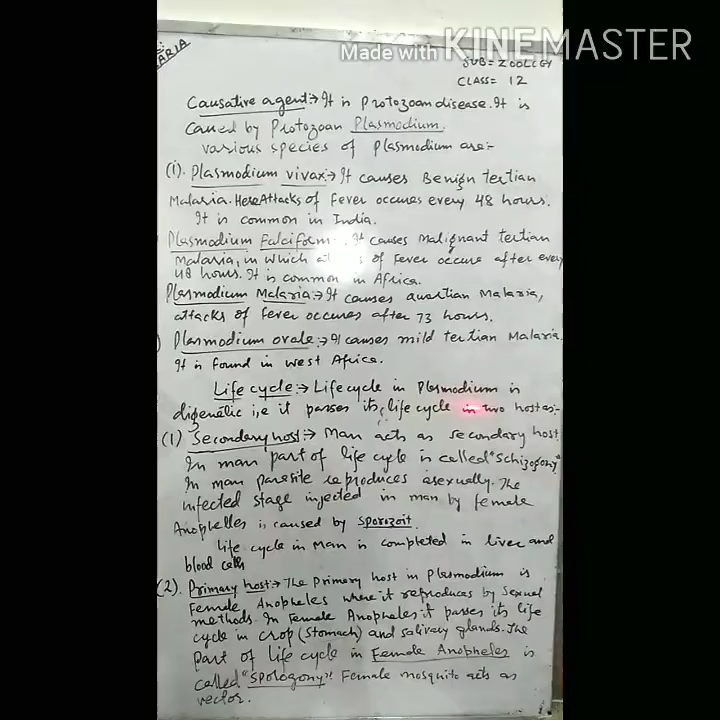 Made with KINEMASTER
ARIA
SUB = ZOOLOGY
CLASS = 12
Causative agent :→ It is Protozoan disease. It is
Caused by Protozoan Plasmodium.
various species of Plasmodium are:-
(i). Plasmodium vivax :→ It causes Benign tertian
Malaria. Here Attacks of Fever occures every 48 hours.
It is common in India.
Plasmodium Falciform . It causes Malignant tertian
Malaria, in which of Fever occure after every
48 hours. It is common in Africa.
Plasmodium Malaria :→ It causes quartian Malaria,
attacks of Fever occures after 73 hours.
) Plasmodium ovale :→ It causes mild tertian Malaria.
It is found in West Africa.
Life cycle :→ Life cycle in Plasmodium is
digenetic i,e it passes its life cycle in two hostes:-
(1) Secondary host :→ Man acts as secondary host
In man part of life cycle is called "Schizogony"
In man parasite reproduces asexually. The
infected stage injected in man by female
Anophelles is caused by sporozoit.
Life cycle in Man is completed in liver and
blood cells
(2). Primary host :→ The Primary host in Plasmodium is
Female Anopheles where it reproduces by Sexual
methods. In Female Anopheles it passes its life
cycle in crop (stomach) and salivary glands. The
Part of life cycle in Female Anopheles is
called "Sporogony". Female mosquito acts as
vector.